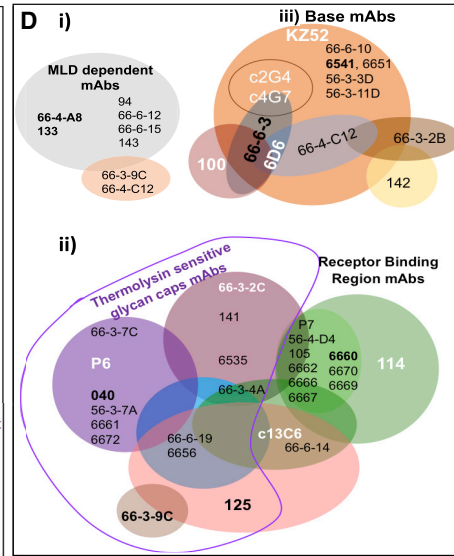 D i)
MLD dependent
mAbs
66-4-A8
133
94
66-6-12
66-6-15
143
66-3-9C
66-4-C12
iii) Base mAbs
KZ52
66-6-10
6541, 6651
56-3-3D
56-3-11D
c2G4
c4G7
66-6-3
6D6
66-4-C12
66-3-2B
100
142
ii)
Thermolysin sensitive
glycan caps mAbs
Receptor Binding
Region mAbs
66-3-2C
141
6535
66-3-7C
P6
040
56-3-7A
6661
6672
66-3-4A
P7
56-4-D4
105
6662
6666
6667
6660
6670
6669
114
c13C6
66-6-14
66-6-19
6656
125
66-3-9C